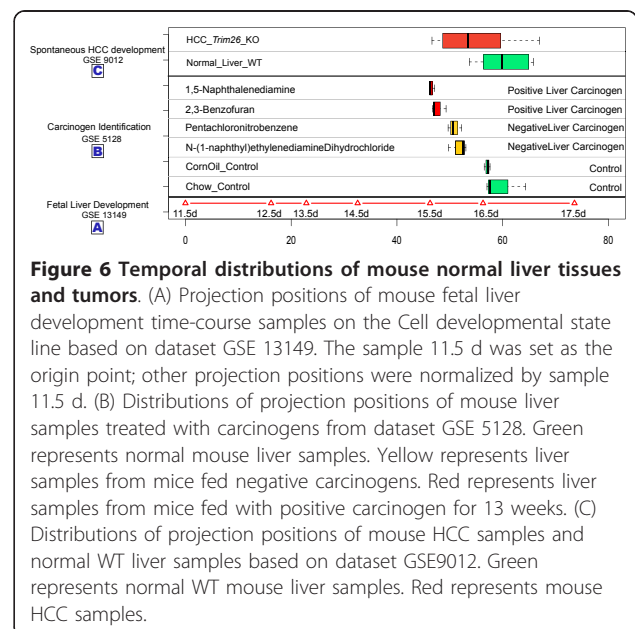 Spontaneous HCC development
GSE 9012
C
HCC_Trim26_KO
Normal_Liver_WT
Carcinogen Identification
GSE 5128
B
1,5-Naphthalenediamine Positive Liver Carcinogen
2,3-Benzofuran Positive Liver Carcinogen
Pentachloronitrobenzene NegativeLiver Carcinogen
N-(1-naphthyl)ethylenediamineDihydrochloride NegativeLiver Carcinogen
CornOil_Control Control
Chow_Control Control
Fetal Liver Development
GSE 13149
A
11.5d 12.5d 13.5d 14.5d 15.5d 16.5d 17.5d
0 20 40 60 80
Figure 6 Temporal distributions of mouse normal liver tissues
and tumors. (A) Projection positions of mouse fetal liver
development time-course samples on the Cell developmental state
line based on dataset GSE 13149. The sample 11.5 d was set as the
origin point; other projection positions were normalized by sample
11.5 d. (B) Distributions of projection positions of mouse liver
samples treated with carcinogens from dataset GSE 5128. Green
represents normal mouse liver samples. Yellow represents liver
samples from mice fed negative carcinogens. Red represents liver
samples from mice fed with positive carcinogen for 13 weeks. (C)
Distributions of projection positions of mouse HCC samples and
normal WT liver samples based on dataset GSE9012. Green
represents normal WT mouse liver samples. Red represents mouse
HCC samples.